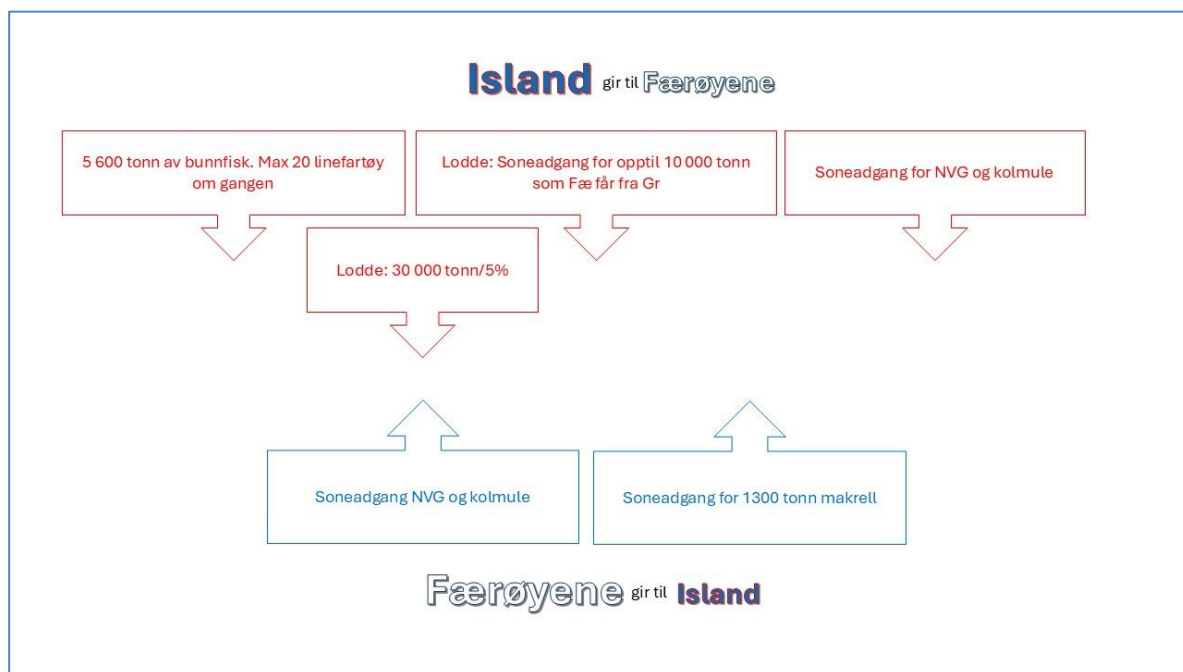 Island gir til Færøyene
5 600 tonn av bunnfisk. Max 20 linefartøy
om gangen
Lodde: Soneadgang for opptil 10 000 tonn
som Fæ får fra Gr
Soneadgang for NVG og kolmule
Lodde: 30 000 tonn/5%
Soneadgang NVG og kolmule
Soneadgang for 1300 tonn makrell
Færøyene gir til Island